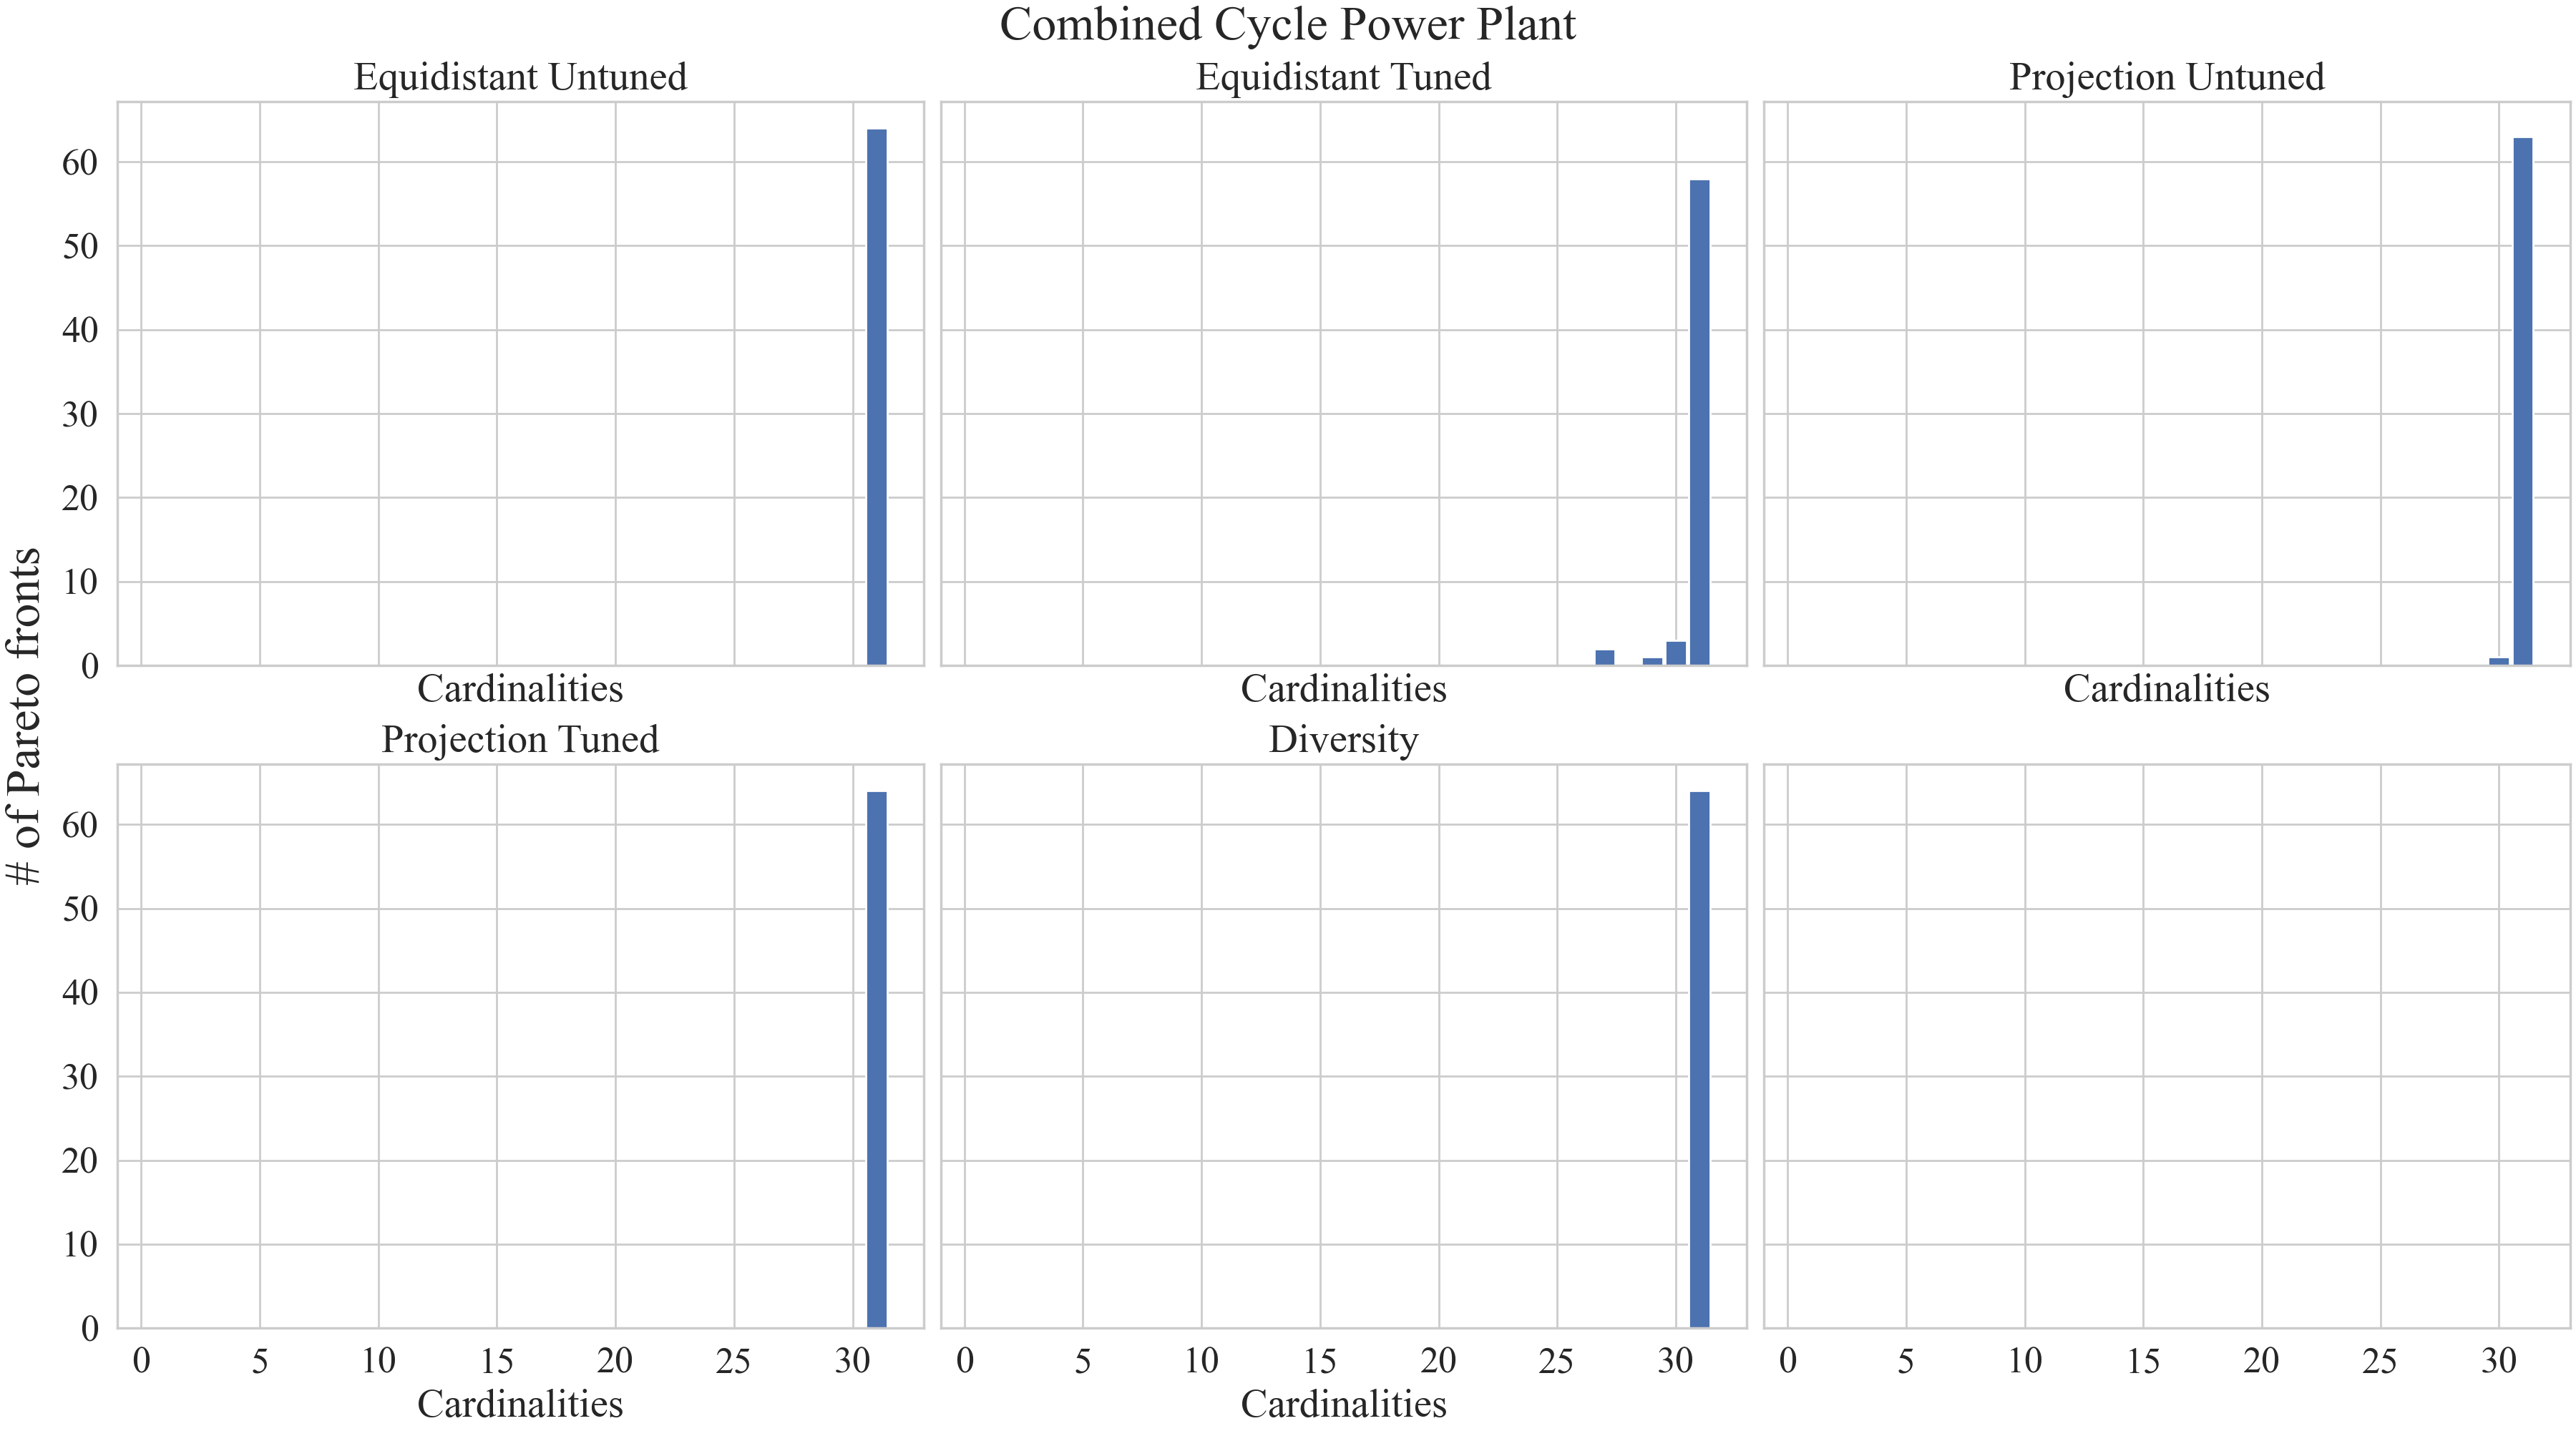 Combined Cycle Power Plant
Equidistant Untuned
Equidistant Tuned
Projection Untuned
60
50
40
30
20
10
0
Cardinalities
Cardinalities
Cardinalities
# of Pareto fronts
Projection Tuned
Diversity
60
50
40
30
20
10
0
0 5 10 15 20 25 30
0 5 10 15 20 25 30
0 5 10 15 20 25 30
Cardinalities
Cardinalities